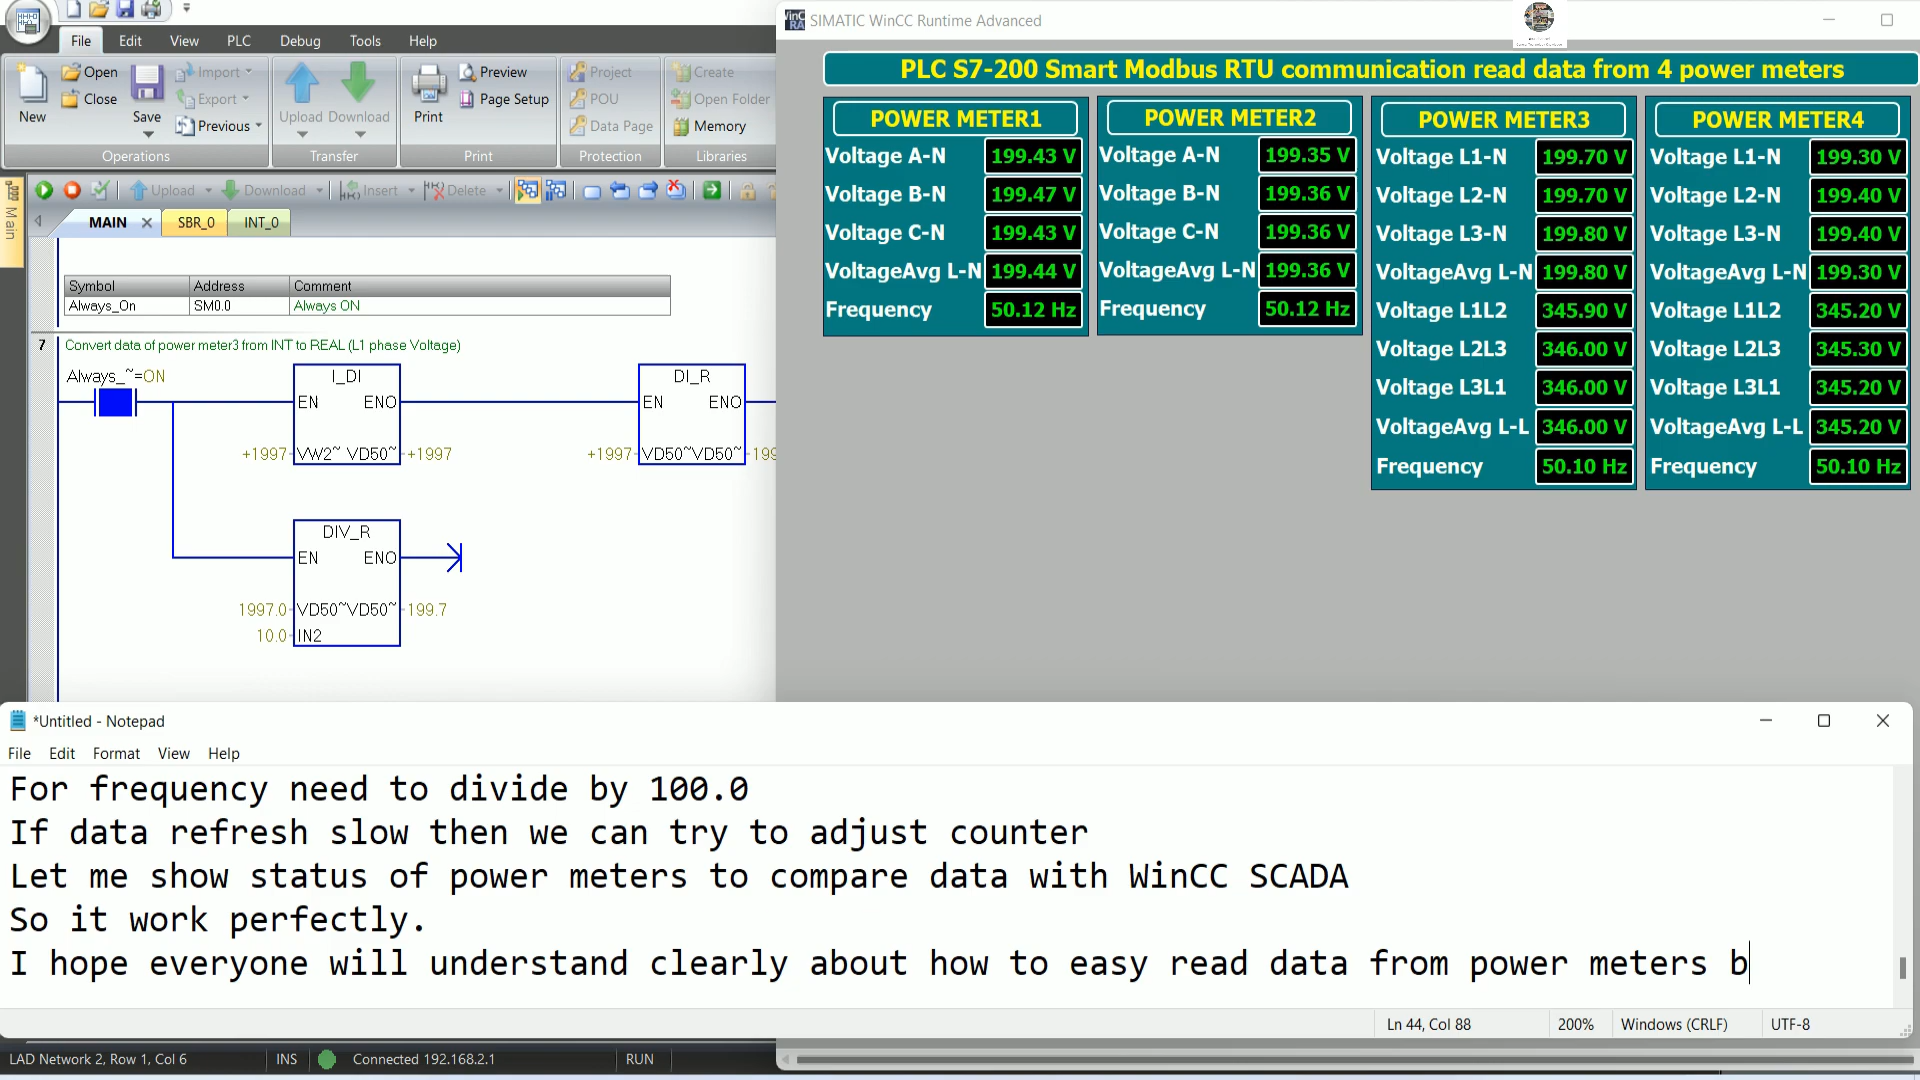 File Edit View PLC Debug Tools Help
New Open Close Save Import Export Previous
Upload Download
Print Preview Page Setup
Project POU Data Page
Create Open Folder Memory
Operations Transfer Print Protection Libraries
Upload Download Insert Delete
Main
MAIN SBR_0 INT_0
Symbol Address Comment
Always_On SM0.0 Always ON
7 Convert data of power meter3 from INT to REAL (L1 phase Voltage)
Always_~=ON
I_DI
EN ENO
+1997 VW2~ VD50~ +1997
DI_R
EN ENO
+1997 VD50~VD50~ 199
DIV_R
EN ENO
1997.0 VD50~VD50~ 199.7
10.0 IN2
SIMATIC WinCC Runtime Advanced
PLC S7-200 Smart Modbus RTU communication read data from 4 power meters
POWER METER1
Voltage A-N 199.43 V
Voltage B-N 199.47 V
Voltage C-N 199.43 V
VoltageAvg L-N 199.44 V
Frequency 50.12 Hz
POWER METER2
Voltage A-N 199.35 V
Voltage B-N 199.36 V
Voltage C-N 199.36 V
VoltageAvg L-N 199.36 V
Frequency 50.12 Hz
POWER METER3
Voltage L1-N 199.70 V
Voltage L2-N 199.70 V
Voltage L3-N 199.80 V
VoltageAvg L-N 199.80 V
Voltage L1L2 345.90 V
Voltage L2L3 346.00 V
Voltage L3L1 346.00 V
VoltageAvg L-L 346.00 V
Frequency 50.10 Hz
POWER METER4
Voltage L1-N 199.30 V
Voltage L2-N 199.40 V
Voltage L3-N 199.40 V
VoltageAvg L-N 199.30 V
Voltage L1L2 345.20 V
Voltage L2L3 345.30 V
Voltage L3L1 345.20 V
VoltageAvg L-L 345.20 V
Frequency 50.10 Hz
*Untitled - Notepad
File Edit Format View Help
For frequency need to divide by 100.0
If data refresh slow then we can try to adjust counter
Let me show status of power meters to compare data with WinCC SCADA
So it work perfectly.
I hope everyone will understand clearly about how to easy read data from power meters b
Ln 44, Col 88 200% Windows (CRLF) UTF-8
LAD Network 2, Row 1, Col 6 INS Connected 192.168.2.1 RUN